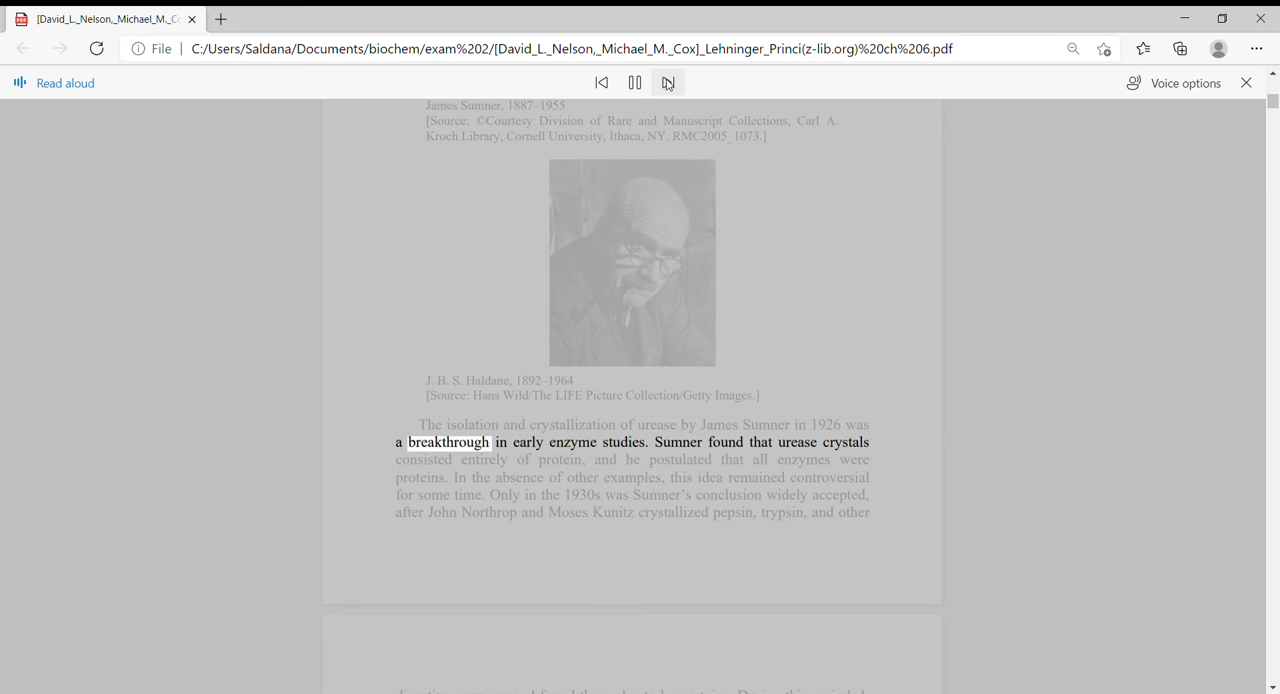 [David_L._Nelson,_Michael_M._C
File
C:/Users/Saldana/Documents/biochem/exam%202/[David_L._Nelson,_Michael_M._Cox]_Lehninger_Princi(z-lib.org)%20ch%206.pdf
Read aloud
Voice options
James Sumner, 1887–1955
[Source: ©Courtesy Division of Rare and Manuscript Collections, Carl A.
Kroch Library, Cornell University, Ithaca, NY. RMC2005_1073.]
J. B. S. Haldane, 1892–1964
[Source: Hans Wild/The LIFE Picture Collection/Getty Images.]
The isolation and crystallization of urease by James Sumner in 1926 was
a breakthrough in early enzyme studies. Sumner found that urease crystals
consisted entirely of protein, and he postulated that all enzymes were
proteins. In the absence of other examples, this idea remained controversial
for some time. Only in the 1930s was Sumner’s conclusion widely accepted,
after John Northrop and Moses Kunitz crystallized pepsin, trypsin, and other